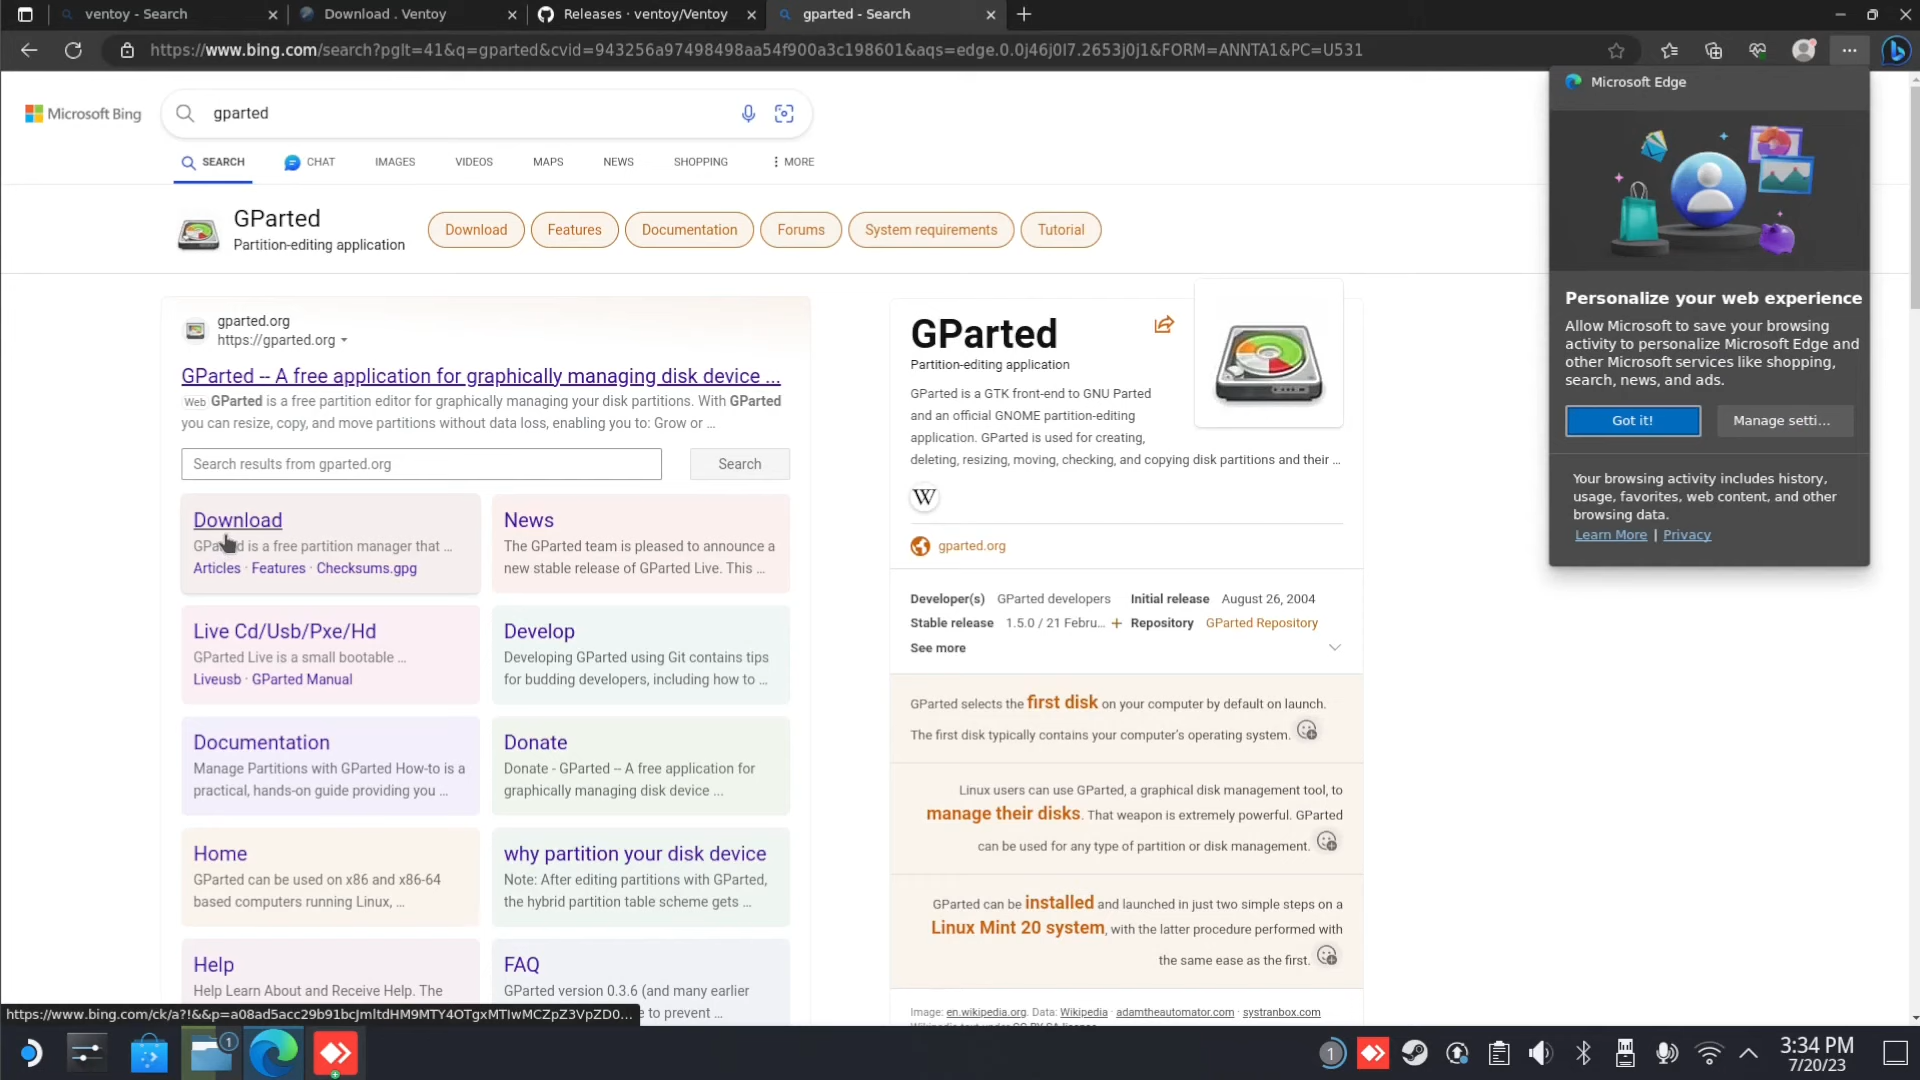 ventoy - Search
Download . Ventoy
Releases · ventoy/Ventoy
gparted - Search
https://www.bing.com/search?pglt=41&q=gparted&cvid=943256a97498498aa54f900a3c198601&aqs=edge.0.0j46j0l7.2653j0j1&FORM=ANNTA1&PC=U531
Microsoft Bing
gparted
SEARCH
CHAT
IMAGES
VIDEOS
MAPS
NEWS
SHOPPING
MORE
GParted
Partition-editing application
Download
Features
Documentation
Forums
System requirements
Tutorial
gparted.org
https://gparted.org
GParted -- A free application for graphically managing disk device ...
Web GParted is a free partition editor for graphically managing your disk partitions. With GParted
you can resize, copy, and move partitions without data loss, enabling you to: Grow or ...
Search results from gparted.org
Search
Download
GParted is a free partition manager that ...
Articles · Features · Checksums.gpg
News
The GParted team is pleased to announce a
new stable release of GParted Live. This ...
Live Cd/Usb/Pxe/Hd
GParted Live is a small bootable ...
Liveusb · GParted Manual
Develop
Developing GParted using Git contains tips
for budding developers, including how to ...
Documentation
Manage Partitions with GParted How-to is a
practical, hands-on guide providing you ...
Donate
Donate - GParted -- A free application for
graphically managing disk device ...
Home
GParted can be used on x86 and x86-64
based computers running Linux, ...
why partition your disk device
Note: After editing partitions with GParted,
the hybrid partition table scheme gets ...
Help
Help Learn About and Receive Help. The
FAQ
GParted version 0.3.6 (and many earlier
e to prevent ...
https://www.bing.com/ck/a?!&&p=a08ad5acc29b91bcJmltdHM9MTY4OTgxMTIwMCZpZ3VpZD0...
GParted
Partition-editing application
GParted is a GTK front-end to GNU Parted
and an official GNOME partition-editing
application. GParted is used for creating,
deleting, resizing, moving, checking, and copying disk partitions and their ...
W
gparted.org
Developer(s) GParted developers
Initial release August 26, 2004
Stable release 1.5.0 / 21 Febru... +
Repository GParted Repository
See more
GParted selects the first disk on your computer by default on launch.
The first disk typically contains your computer's operating system.
Linux users can use GParted, a graphical disk management tool, to
manage their disks. That weapon is extremely powerful. GParted
can be used for any type of partition or disk management.
GParted can be installed and launched in just two simple steps on a
Linux Mint 20 system, with the latter procedure performed with
the same ease as the first.
Image: en.wikipedia.org. Data: Wikipedia · adamtheautomator.com · systranbox.com
Microsoft Edge
Personalize your web experience
Allow Microsoft to save your browsing
activity to personalize Microsoft Edge and
other Microsoft services like shopping,
search, news, and ads.
Got it!
Manage setti...
Your browsing activity includes history,
usage, favorites, web content, and other
browsing data.
Learn More | Privacy
1
1
3:34 PM
7/20/23